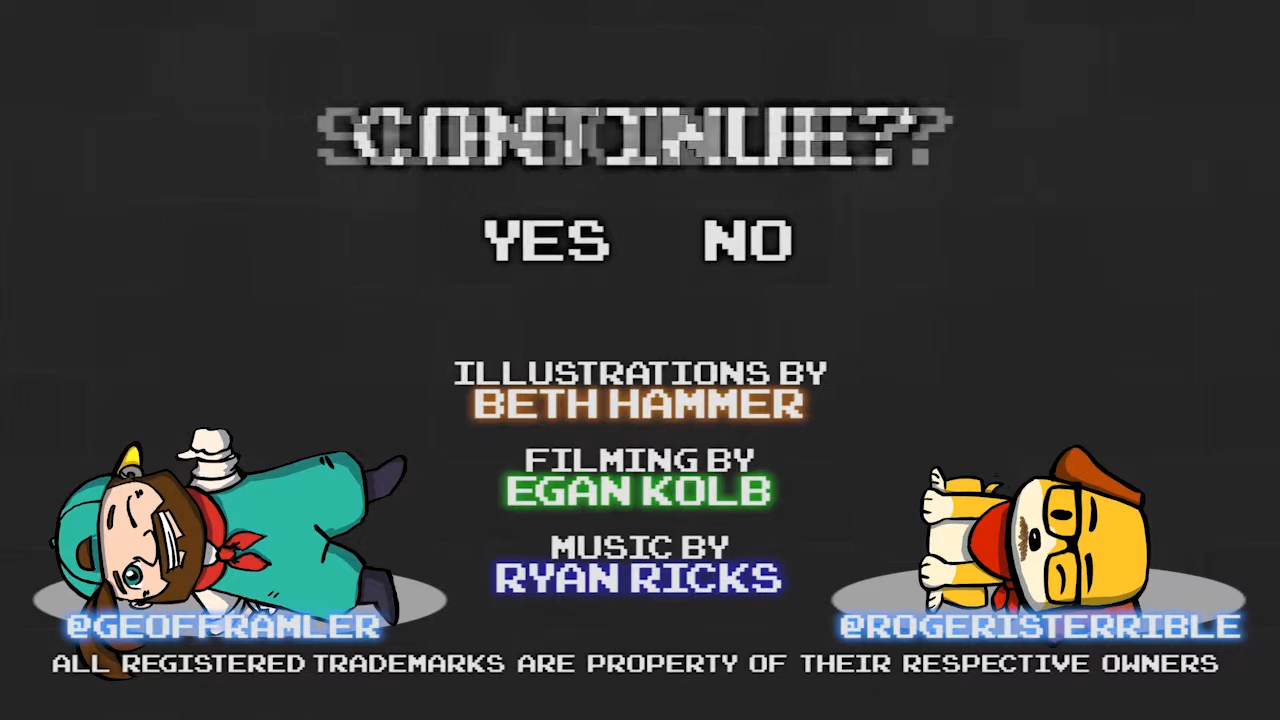 CONTINUE?
YES NO
ILLUSTRATIONS BY
BETH HAMMER
FILMING BY
EGAN KOLB
MUSIC BY
RYAN RICKS
@GEOFFRAMLER
@ROGERISTERRIBLE
ALL REGISTERED TRADEMARKS ARE PROPERTY OF THEIR RESPECTIVE OWNERS